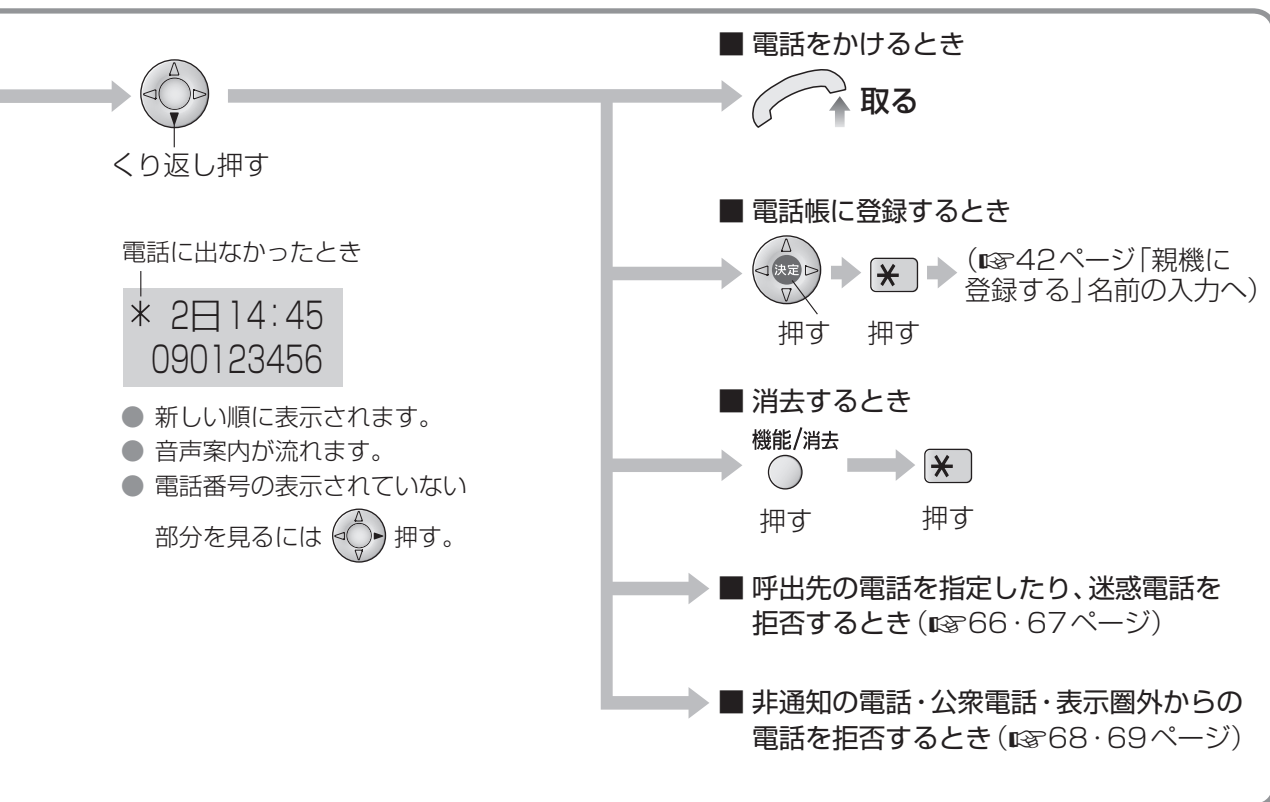 くり返し押す
電話に出なかったとき
＊ 2日14:45
090123456
● 新しい順に表示されます。
● 音声案内が流れます。
● 電話番号の表示されていない
部分を見るには 押す。
■ 電話をかけるとき
取る
■ 電話帳に登録するとき
決定
（☞42ページ「親機に
登録する」名前の入力へ）
＊
押す 押す
■ 消去するとき
機能/消去
＊
押す 押す
■ 呼出先の電話を指定したり、迷惑電話を
拒否するとき（☞66・67ページ）
■ 非通知の電話・公衆電話・表示圏外からの
電話を拒否するとき（☞68・69ページ）